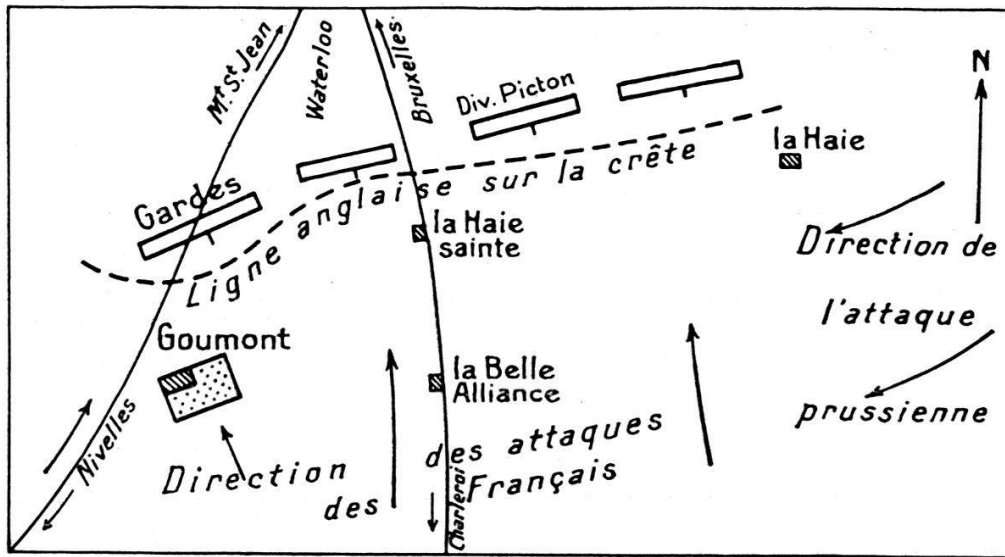 Mt. St. Jean
Waterloo
Bruxelles
N
Div. Picton
la Haie
Gardes
Ligne anglaise sur la crête
la Haie
sainte
Direction de
l'attaque
prussienne
Goumont
la Belle
Alliance
Nivelles
Direction des attaques
des Français
Charleroi